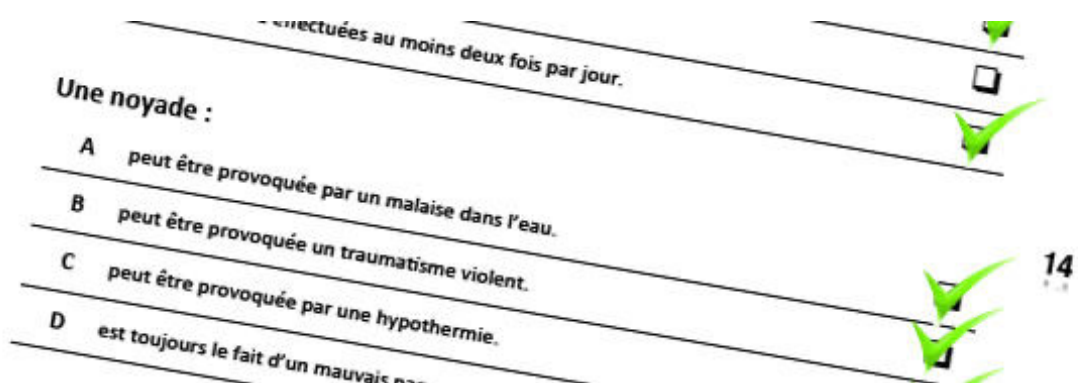 effectuées au moins deux fois par jour.
Une noyade :
A peut être provoquée par un malaise dans l'eau.
B peut être provoquée un traumatisme violent.
C peut être provoquée par une hypothermie.
D est toujours le fait d'un mauvais
14